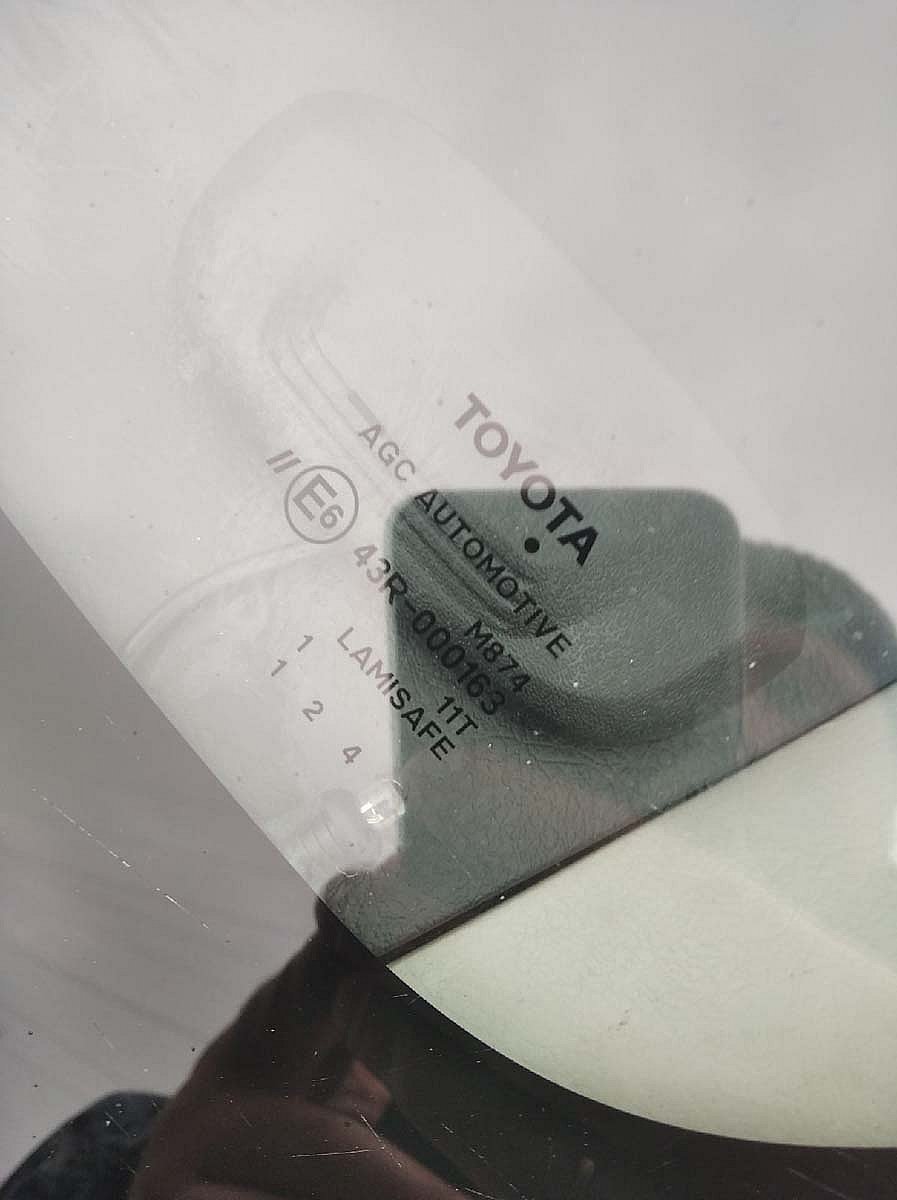 TOYOTA
•
AGC AUTOMOTIVE
M874
// E6 43R-000163
11T
LAMISAFE
1
1 2 4